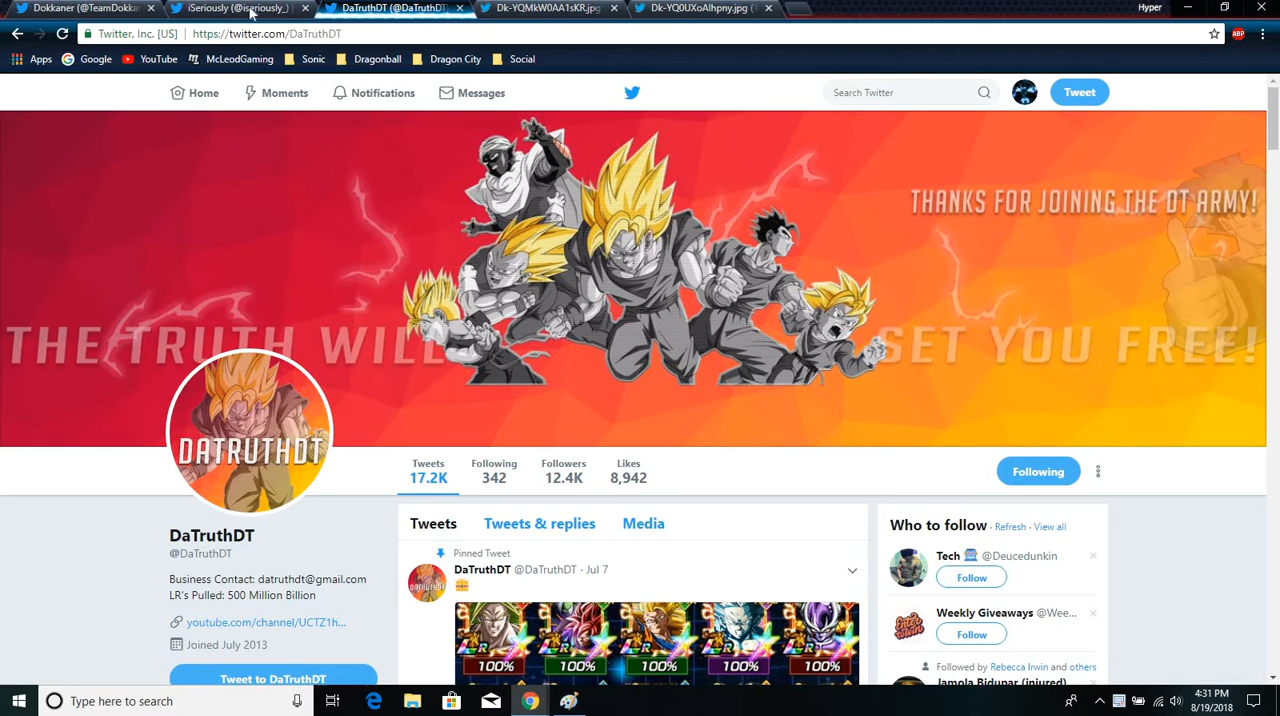 Dokkaner (@TeamDokkan
iSeriously (@iseriously_)
DaTruthDT (@DaTruthDT)
Dk-YQMkW0AA1sKR.jpg
Dk-YQ0UXoAIhpny.jpg (T
Hyper
Twitter, Inc. [US]
https://twitter.com/DaTruthDT
ABP
Apps
Google
YouTube
McLeodGaming
Sonic
Dragonball
Dragon City
Social
Home
Moments
Notifications
Messages
Search Twitter
Tweet
THANKS FOR JOINING THE DT ARMY!
THE TRUTH WILL SET YOU FREE!
DATRUTHDT
Tweets
17.2K
Following
342
Followers
12.4K
Likes
8,942
Following
DaTruthDT
@DaTruthDT
Business Contact: datruthdt@gmail.com
LR's Pulled: 500 Million Billion
youtube.com/channel/UCTZ1h...
Joined July 2013
Tweet to DaTruthDT
Tweets
Tweets & replies
Media
Pinned Tweet
DaTruthDT @DaTruthDT · Jul 7
100% 100% 100% 100% 100%
Who to follow · Refresh · View all
Tech @Deucedunkin
Follow
Weekly Giveaways @Wee...
Follow
Followed by Rebecca Irwin and others
Jamola Bidupar (injured)
Type here to search
4:31 PM
8/19/2018